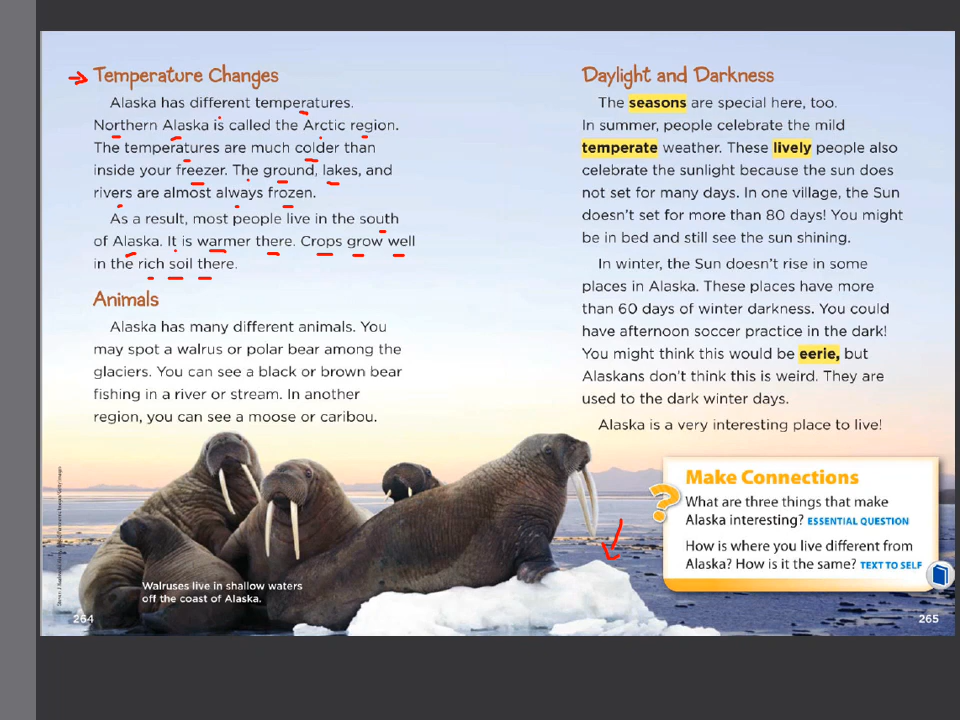 Temperature Changes
Alaska has different temperatures.
Northern Alaska is called the Arctic region.
The temperatures are much colder than
inside your freezer. The ground, lakes, and
rivers are almost always frozen.
As a result, most people live in the south
of Alaska. It is warmer there. Crops grow well
in the rich soil there.
Animals
Alaska has many different animals. You
may spot a walrus or polar bear among the
glaciers. You can see a black or brown bear
fishing in a river or stream. In another
region, you can see a moose or caribou.
Walruses live in shallow waters
off the coast of Alaska.
264
Daylight and Darkness
The seasons are special here, too.
In summer, people celebrate the mild
temperate weather. These lively people also
celebrate the sunlight because the sun does
not set for many days. In one village, the Sun
doesn't set for more than 80 days! You might
be in bed and still see the sun shining.
In winter, the Sun doesn't rise in some
places in Alaska. These places have more
than 60 days of winter darkness. You could
have afternoon soccer practice in the dark!
You might think this would be eerie, but
Alaskans don't think this is weird. They are
used to the dark winter days.
Alaska is a very interesting place to live!
?
Make Connections
What are three things that make
Alaska interesting? ESSENTIAL QUESTION
How is where you live different from
Alaska? How is it the same? TEXT TO SELF
265